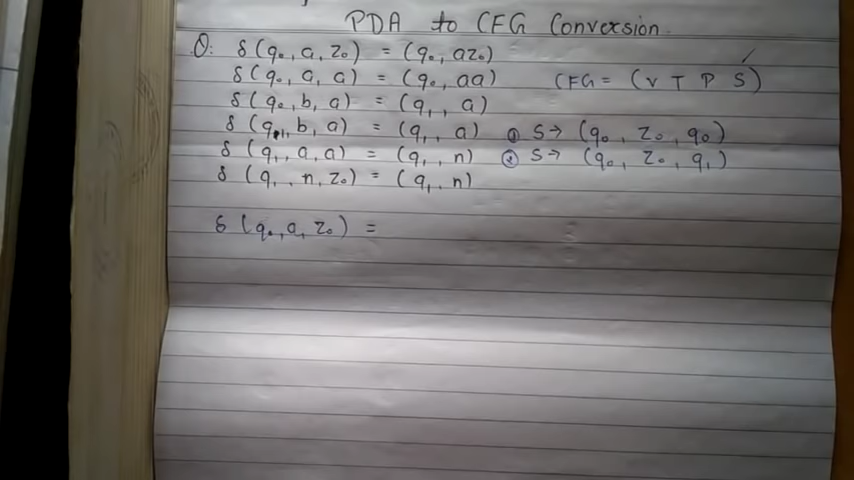 PDA to CFG Conversion.
Q: δ(q₀, a, z₀) = (q₀, az₀)
δ(q₀, a, a) = (q₀, aa) CFG = (V T P S)
δ(q₀, b, a) = (q₁, a)
δ(q₁, b, a) = (q₁, a) ① S→ (q₀, z₀, q₀)
δ(q₁, a, a) = (q₁, n) ② S→ (q₀, z₀, q₁)
δ(q₁, n, z₀) = (q₁, n)
δ(q₀, a, z₀) =